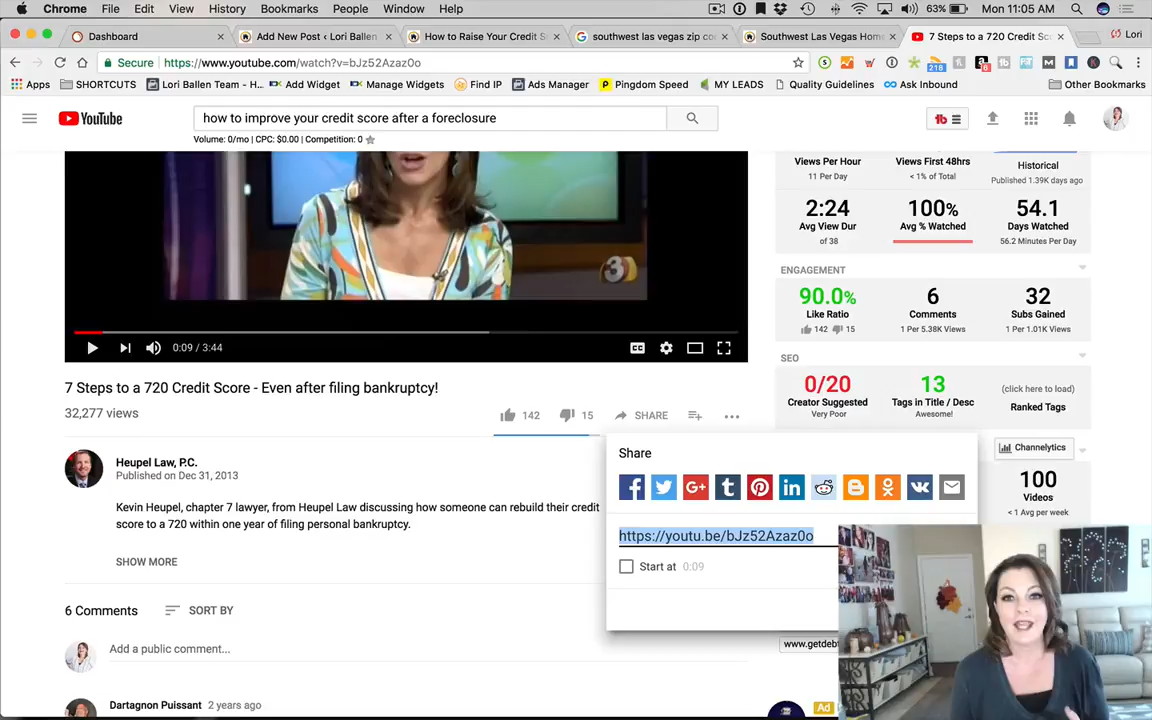 Chrome File Edit View History Bookmarks People Window Help 63% Mon 11:05 AM
Dashboard × Add New Post ‹ Lori Ballen × How to Raise Your Credit S × southwest las vegas zip co × Southwest Las Vegas Home × 7 Steps to a 720 Credit Sco × Lori
Secure https://www.youtube.com/watch?v=bJz52Azaz0o
Apps SHORTCUTS Lori Ballen Team - H... Add Widget Manage Widgets Find IP Ads Manager Pingdom Speed MY LEADS Quality Guidelines Ask Inbound Other Bookmarks
218
YouTube
how to improve your credit score after a foreclosure
Volume: 0/mo | CPC: $0.00 | Competition: 0
Views Per Hour
11 Per Day
Views First 48hrs
< 1% of Total
Historical
Published 1.39K days ago
2:24
Avg View Dur
of 38
100%
Avg % Watched
54.1
Days Watched
56.2 Minutes Per Day
ENGAGEMENT
90.0%
Like Ratio
142 15
6
Comments
1 Per 5.38K Views
32
Subs Gained
1 Per 1.01K Views
SEO
0/20
Creator Suggested
Very Poor
13
Tags in Title / Desc
Awesome!
(click here to load)
Ranked Tags
Channelytics
100
Videos
< 1 Avg per week
3
CC
0:09 / 3:44
7 Steps to a 720 Credit Score - Even after filing bankruptcy!
32,277 views
142 15 SHARE
Heupel Law, P.C.
Published on Dec 31, 2013
Kevin Heupel, chapter 7 lawyer, from Heupel Law discussing how someone can rebuild their credit
score to a 720 within one year of filing personal bankruptcy.
SHOW MORE
Share
https://youtu.be/bJz52Azaz0o
Start at 0:09
6 Comments SORT BY
Add a public comment...
Dartagnon Puissant 2 years ago
www.getdeb
Ad